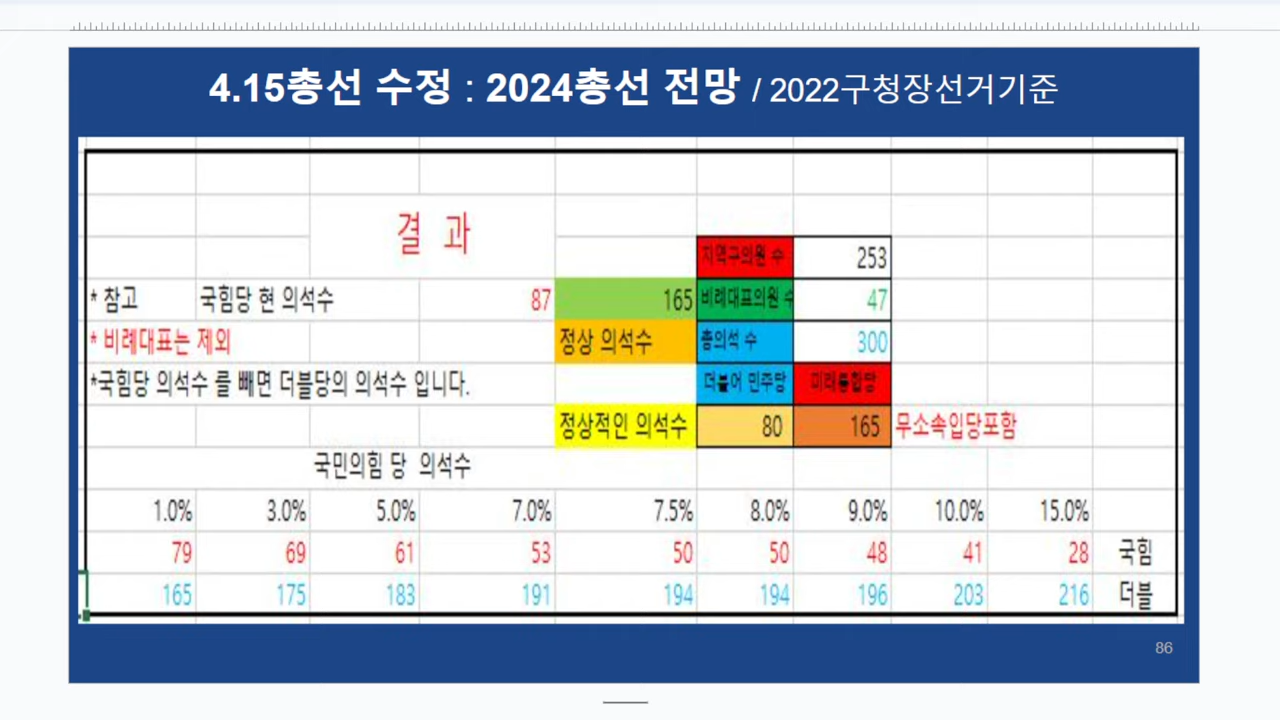 4.15총선 수정 : 2024총선 전망 / 2022구청장선거기준
결 과
지역구의원 수 253
* 참고 국힘당 현 의석수 87 165 비례대표의원 수 47
* 비례대표는 제외 정상 의석수 총의석 수 300
*국힘당 의석수 를 빼면 더블당의 의석수 입니다. 더불어 민주당 미래통합당
정상적인 의석수 80 165 무소속입당포함
국민의힘 당 의석수
1.0% 3.0% 5.0% 7.0% 7.5% 8.0% 9.0% 10.0% 15.0%
79 69 61 53 50 50 48 41 28 국힘
165 175 183 191 194 194 196 203 216 더블
86